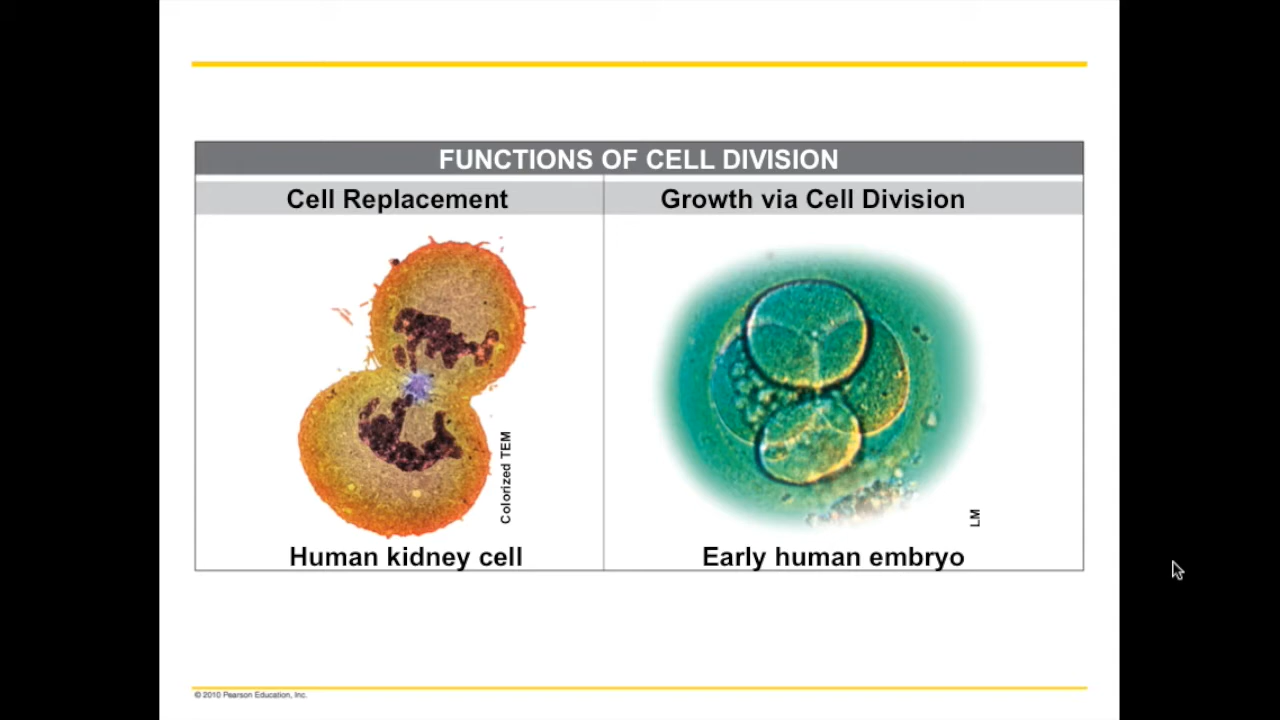 FUNCTIONS OF CELL DIVISION
Cell Replacement
Growth via Cell Division
Colorized TEM
LM
Human kidney cell
Early human embryo
© 2010 Pearson Education, Inc.